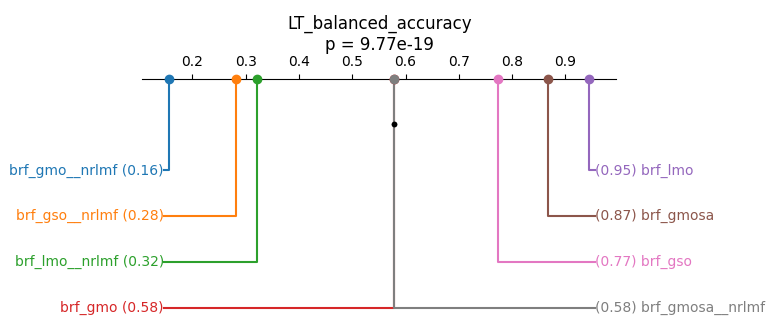 LT_balanced_accuracy
p = 9.77e-19
0.2 0.3 0.4 0.5 0.6 0.7 0.8 0.9
brf_gmo__nrlmf (0.16) (0.95) brf_lmo
brf_gso__nrlmf (0.28) (0.87) brf_gmosa
brf_lmo__nrlmf (0.32) (0.77) brf_gso
brf_gmo (0.58) (0.58) brf_gmosa__nrlmf